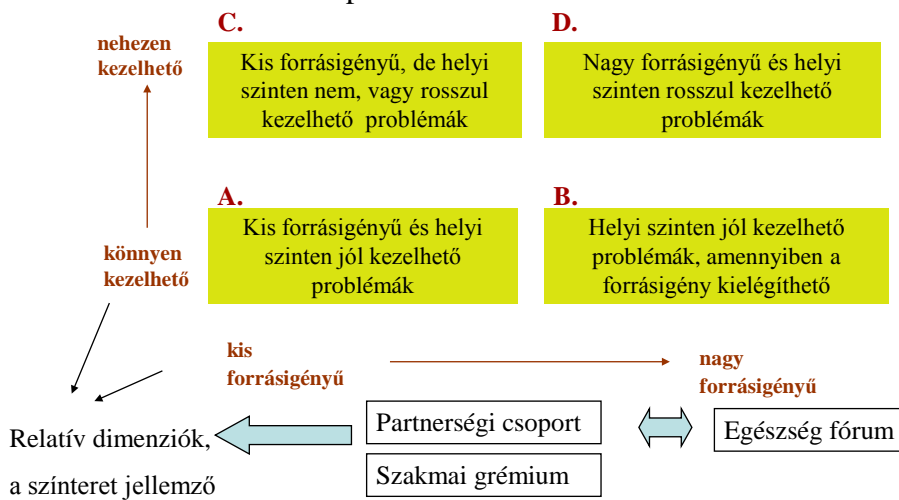 C.
D.
nehezen
kezelhető
Kis forrásigényű, de helyi
szinten nem, vagy rosszul
kezelhető problémák
Nagy forrásigényű és helyi
szinten rosszul kezelhető
problémák
A.
B.
könnyen
kezelhető
Kis forrásigényű és helyi
szinten jól kezelhető
problémák
Helyi szinten jól kezelhető
problémák, amennyiben a
forrásigény kielégíthető
kis
forrásigényű
nagy
forrásigényű
Relatív dimenziók,
a színteret jellemző
Partnerségi csoport
Szakmai grémium
Egészség fórum